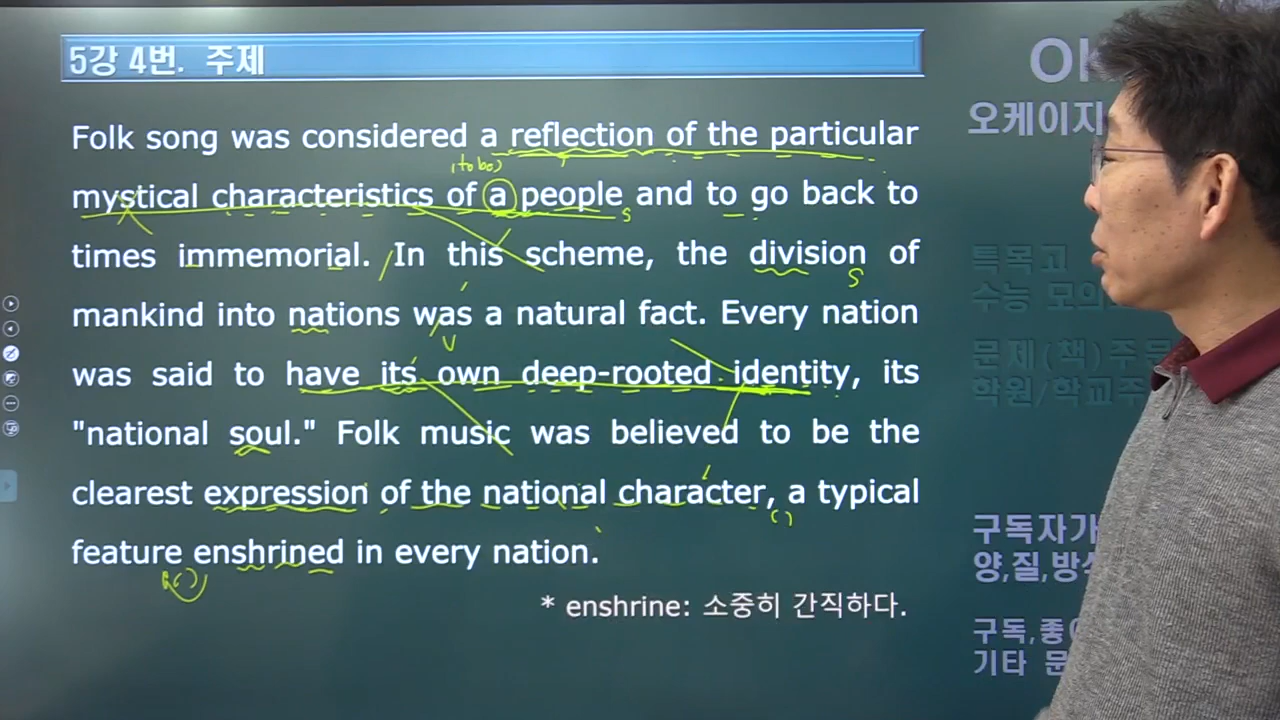 5강 4번. 주제
Folk song was considered a reflection of the particular
(to be)
mystical characteristics of a people and to go back to
s
times immemorial. In this scheme, the division of
s
mankind into nations was a natural fact. Every nation
was said to have its own deep-rooted identity, its
"national soul." Folk music was believed to be the
clearest expression of the national character, a typical
feature enshrined in every nation.
* enshrine: 소중히 간직하다.
오케이지
특목고
수능 모의
문제(책)주문
학원/학교주
구독자가
양,질,방식
구독,좋아
기타 문